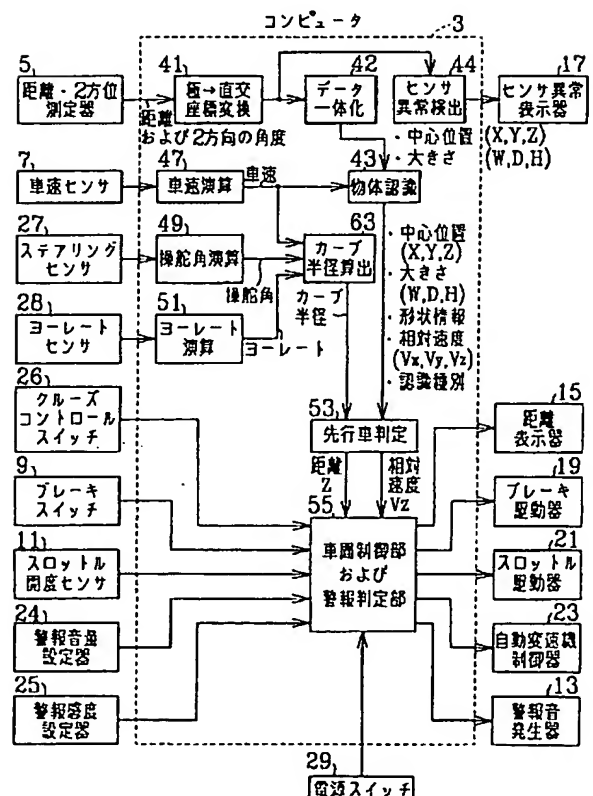 コンピュータ
3
5
距離・2方位
測定器
41
極→直交
座標変換
42
データ
一体化
44
センサ
異常検出
17
センサ異常
表示器
距離
および2方向の角度
・中心位置
(X,Y,Z)
・大きさ
(W,D,H)
7
車速センサ
47
車速演算
車速
43
物体認識
27
ステアリング
センサ
49
操舵角演算
操舵角
63
カーブ
半径算出
28
ヨーレート
センサ
51
ヨーレート
演算
ヨーレート
カーブ
半径
・中心位置
(X,Y,Z)
・大きさ
(W,D,H)
・形状情報
・相対速度
(Vx,Vy,Vz)
・認識種別
26
クルーズ
コントロール
スイッチ
53
先行車判定
距離
Z
相対
速度
Vz
15
距離
表示器
9
ブレーキ
スイッチ
55
車間制御部
および
警報判定部
19
ブレーキ
駆動器
11
スロットル
開度センサ
21
スロットル
駆動器
24
警報音量
設定器
23
自動変速機
制御器
25
警報感度
設定器
13
警報音
発生器
29
電源スイッチ